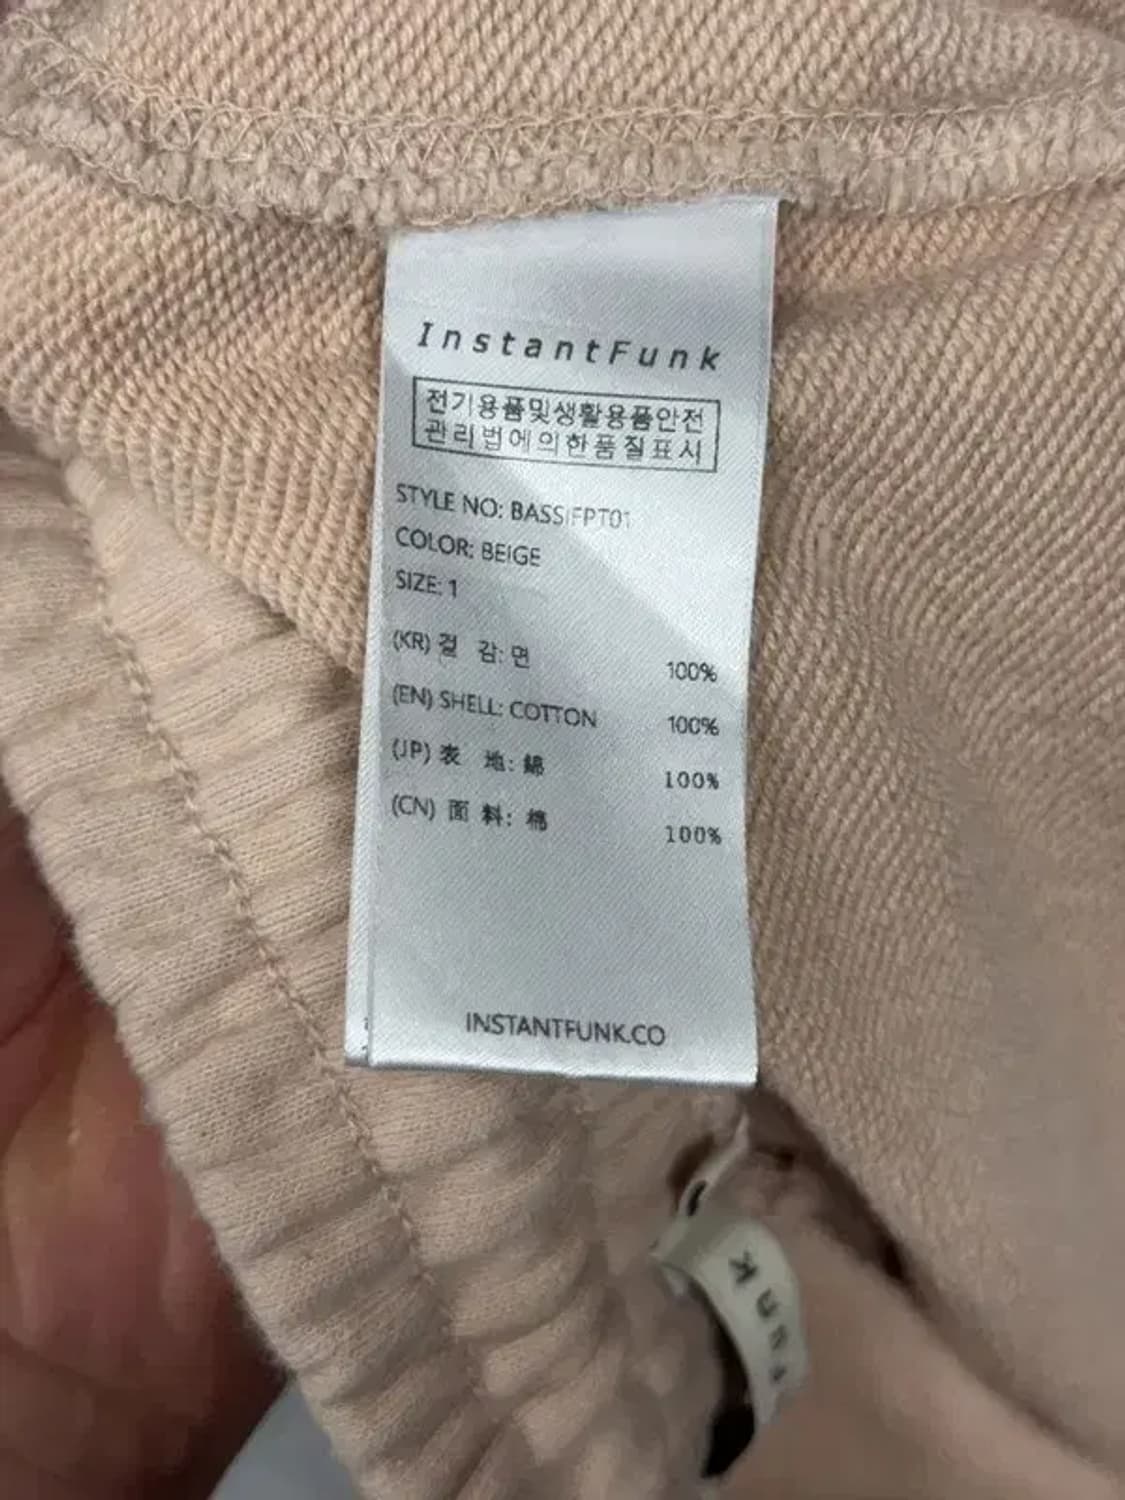 InstantFunk
전기용품및생활용품안전
관리법에의한품질표시
STYLE NO: BASSIFPT01
COLOR: BEIGE
SIZE: 1
(KR) 겉 감: 면 100%
(EN) SHELL: COTTON 100%
(JP) 表 地: 綿 100%
(CN) 面 料: 棉 100%
INSTANTFUNK.CO
Funk